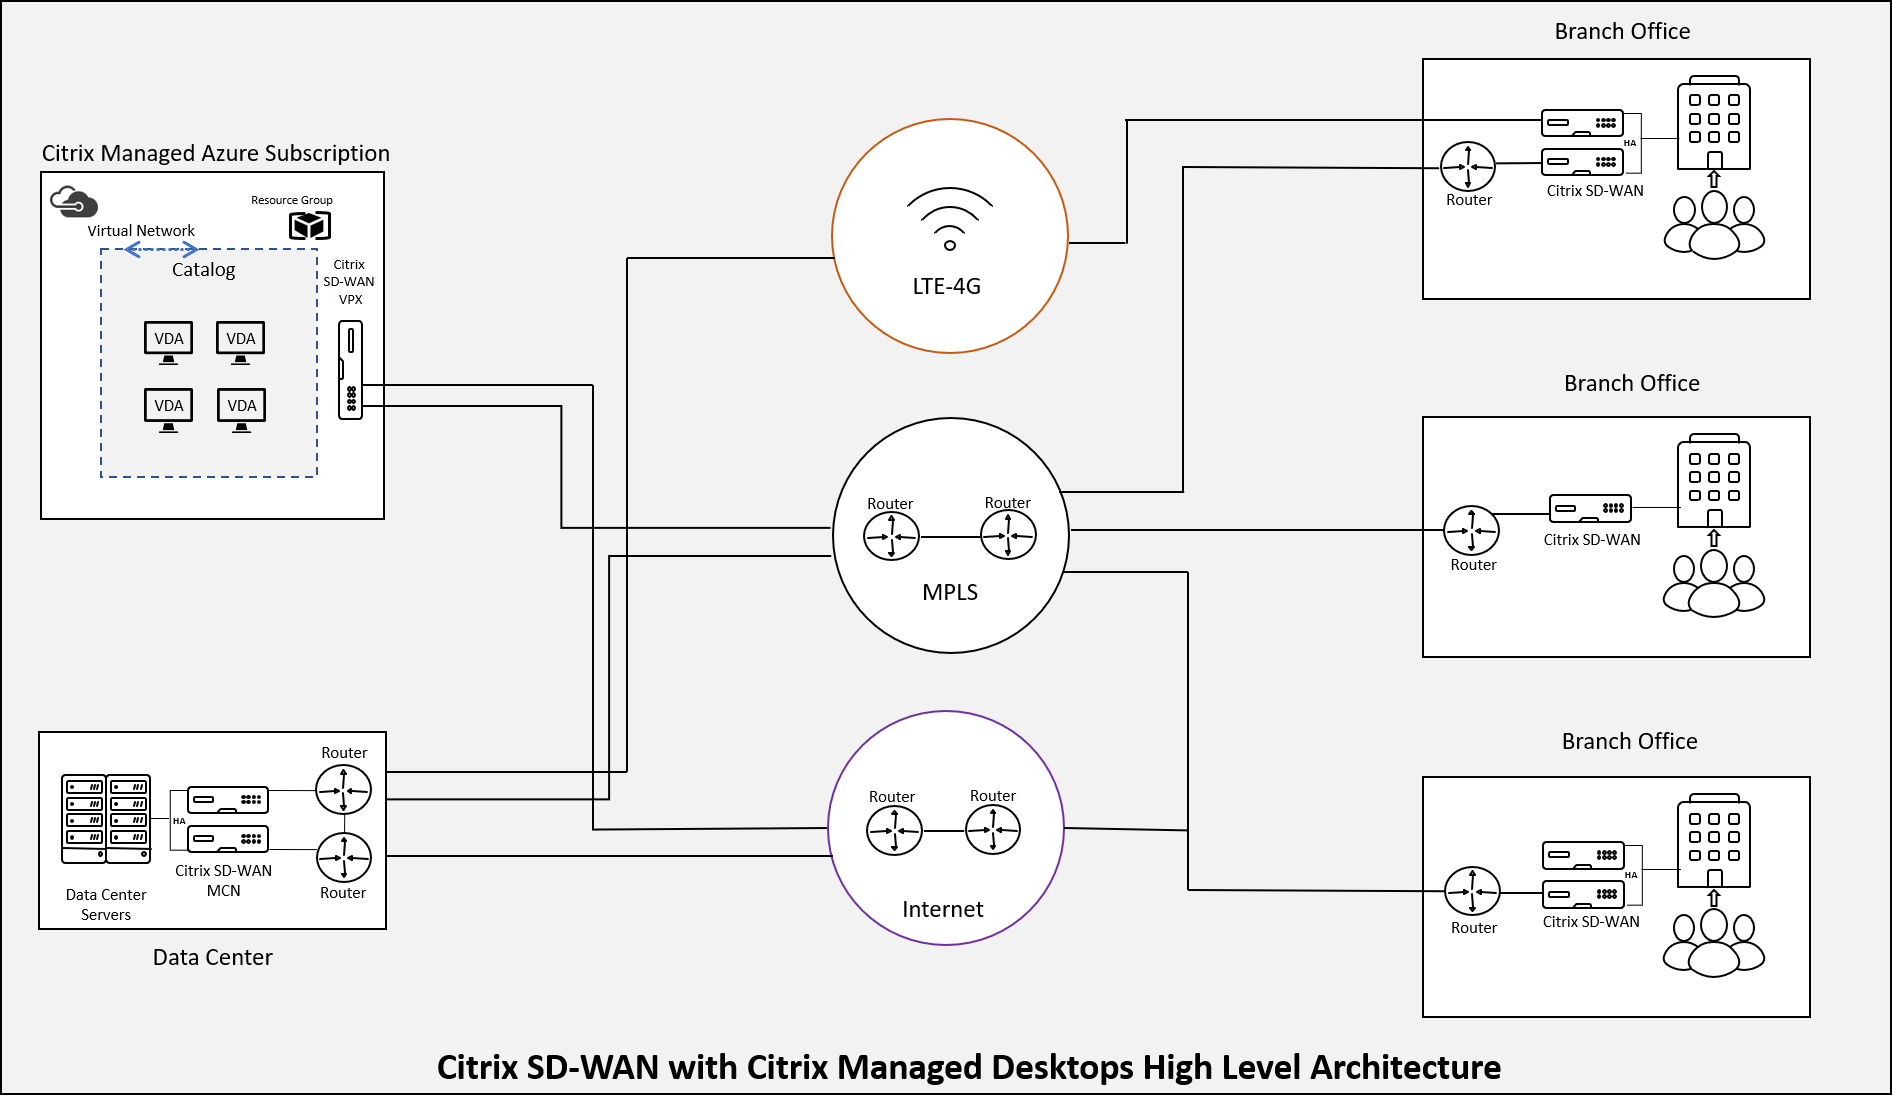 Branch Office
HA
Citrix SD-WAN
Router
Citrix Managed Azure Subscription
Resource Group
Virtual Network
Catalog
Citrix
SD-WAN
VPX
VDA
VDA
VDA
VDA
LTE-4G
Branch Office
Citrix SD-WAN
Router
Router
Router
MPLS
Branch Office
HA
Citrix SD-WAN
Router
Router
Router
Internet
Router
HA
Citrix SD-WAN
MCN
Router
Data Center
Servers
Data Center
Citrix SD-WAN with Citrix Managed Desktops High Level Architecture